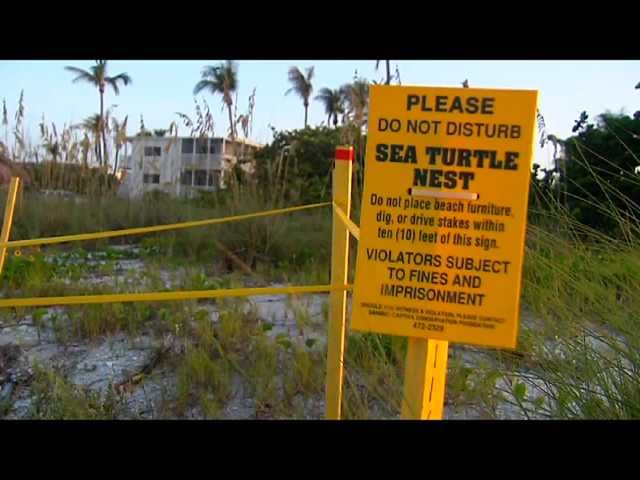 PLEASE
DO NOT DISTURB
SEA TURTLE
NEST
Do not place beach furniture,
dig, or drive stakes within
ten (10) feet of this sign.
VIOLATORS SUBJECT
TO FINES AND
IMPRISONMENT
SHOULD YOU WITNESS A VIOLATION, PLEASE CONTACT
SANIBEL-CAPTIVA CONSERVATION FOUNDATION
472-2329